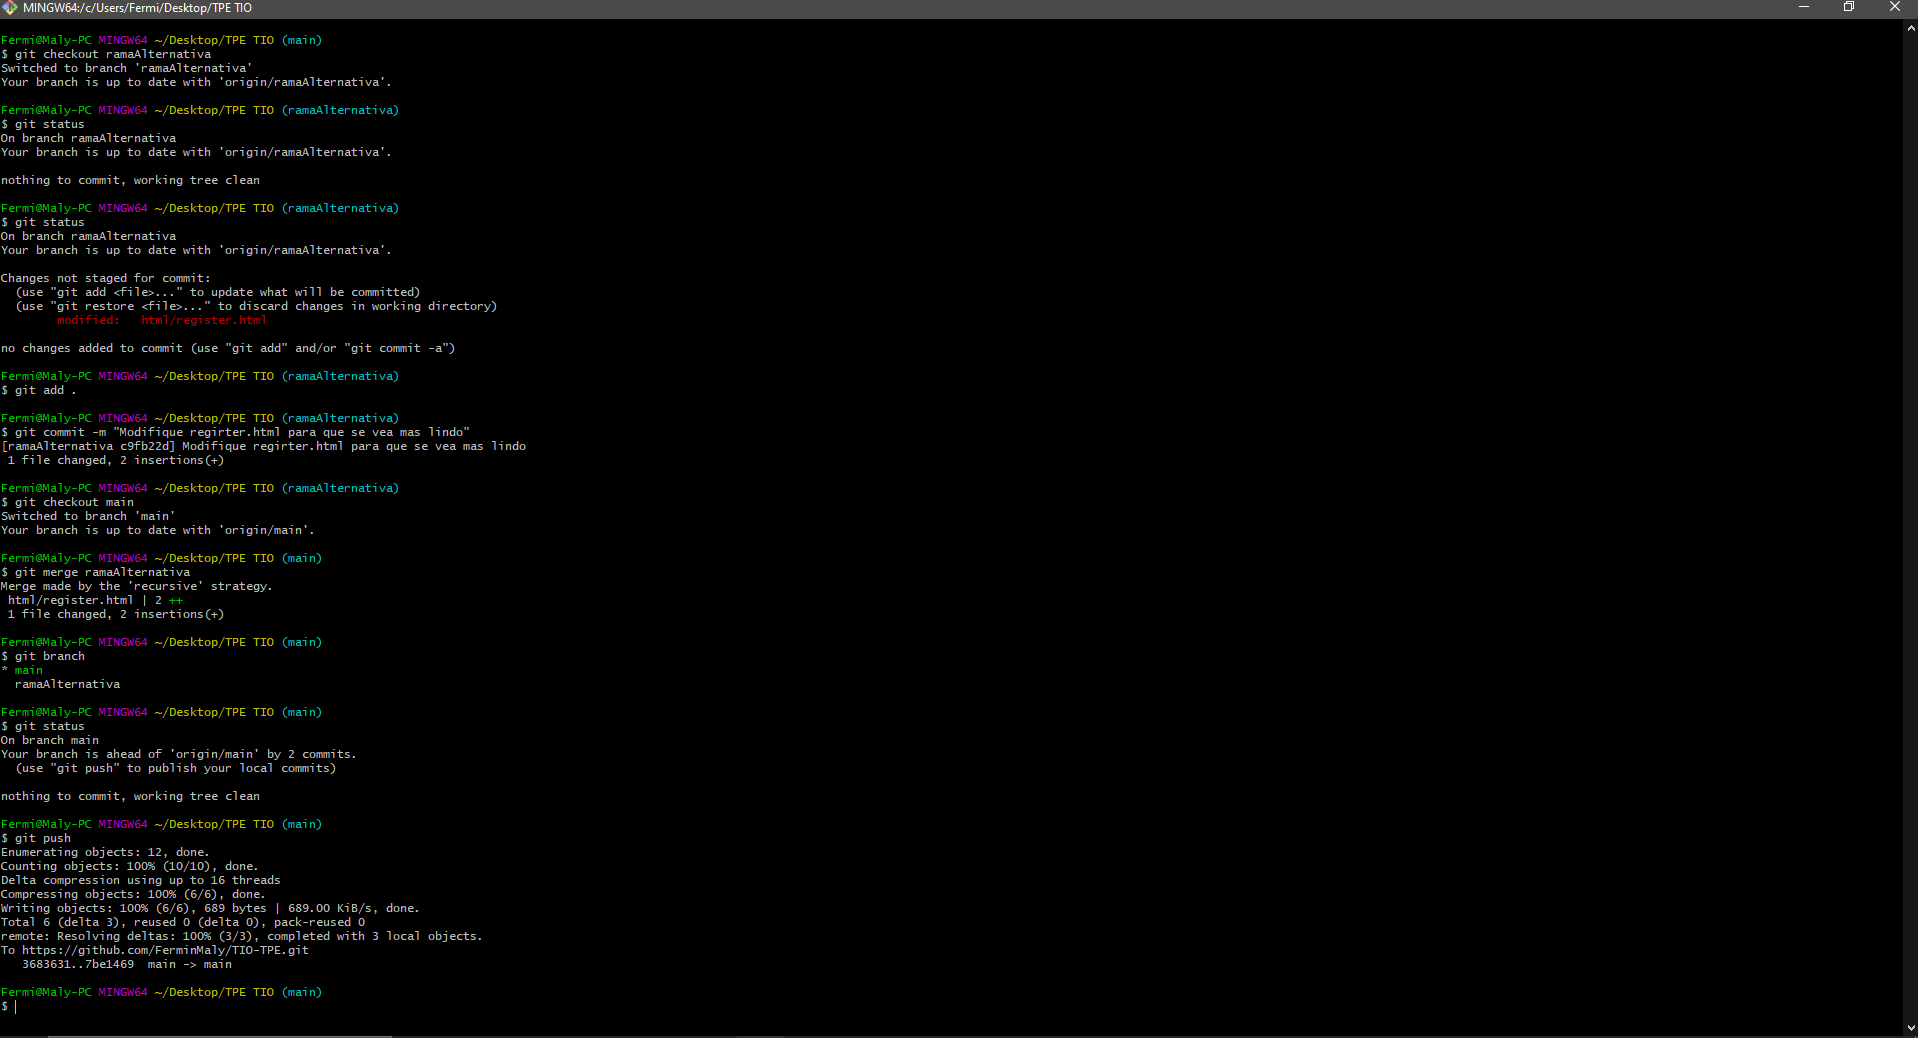 MINGW64:/c/Users/Fermi/Desktop/TPE TIO
Fermi@Maly-PC MINGW64 ~/Desktop/TPE TIO (main)
$ git checkout ramaAlternativa
Switched to branch 'ramaAlternativa'
Your branch is up to date with 'origin/ramaAlternativa'.
Fermi@Maly-PC MINGW64 ~/Desktop/TPE TIO (ramaAlternativa)
$ git status
On branch ramaAlternativa
Your branch is up to date with 'origin/ramaAlternativa'.
nothing to commit, working tree clean
Fermi@Maly-PC MINGW64 ~/Desktop/TPE TIO (ramaAlternativa)
$ git status
On branch ramaAlternativa
Your branch is up to date with 'origin/ramaAlternativa'.
Changes not staged for commit:
(use "git add <file>..." to update what will be committed)
(use "git restore <file>..." to discard changes in working directory)
modified:   html/register.html
no changes added to commit (use "git add" and/or "git commit -a")
Fermi@Maly-PC MINGW64 ~/Desktop/TPE TIO (ramaAlternativa)
$ git add .
Fermi@Maly-PC MINGW64 ~/Desktop/TPE TIO (ramaAlternativa)
$ git commit -m "Modifique regirter.html para que se vea mas lindo"
[ramaAlternativa c9fb22d] Modifique regirter.html para que se vea mas lindo
1 file changed, 2 insertions(+)
Fermi@Maly-PC MINGW64 ~/Desktop/TPE TIO (ramaAlternativa)
$ git checkout main
Switched to branch 'main'
Your branch is up to date with 'origin/main'.
Fermi@Maly-PC MINGW64 ~/Desktop/TPE TIO (main)
$ git merge ramaAlternativa
Merge made by the 'recursive' strategy.
html/register.html | 2 ++
1 file changed, 2 insertions(+)
Fermi@Maly-PC MINGW64 ~/Desktop/TPE TIO (main)
$ git branch
* main
ramaAlternativa
Fermi@Maly-PC MINGW64 ~/Desktop/TPE TIO (main)
$ git status
On branch main
Your branch is ahead of 'origin/main' by 2 commits.
(use "git push" to publish your local commits)
nothing to commit, working tree clean
Fermi@Maly-PC MINGW64 ~/Desktop/TPE TIO (main)
$ git push
Enumerating objects: 12, done.
Counting objects: 100% (10/10), done.
Delta compression using up to 16 threads
Compressing objects: 100% (6/6), done.
Writing objects: 100% (6/6), 689 bytes | 689.00 KiB/s, done.
Total 6 (delta 3), reused 0 (delta 0), pack-reused 0
remote: Resolving deltas: 100% (3/3), completed with 3 local objects.
To https://github.com/FerminMaly/TIO-TPE.git
3683631..7be1469  main -> main
Fermi@Maly-PC MINGW64 ~/Desktop/TPE TIO (main)
$